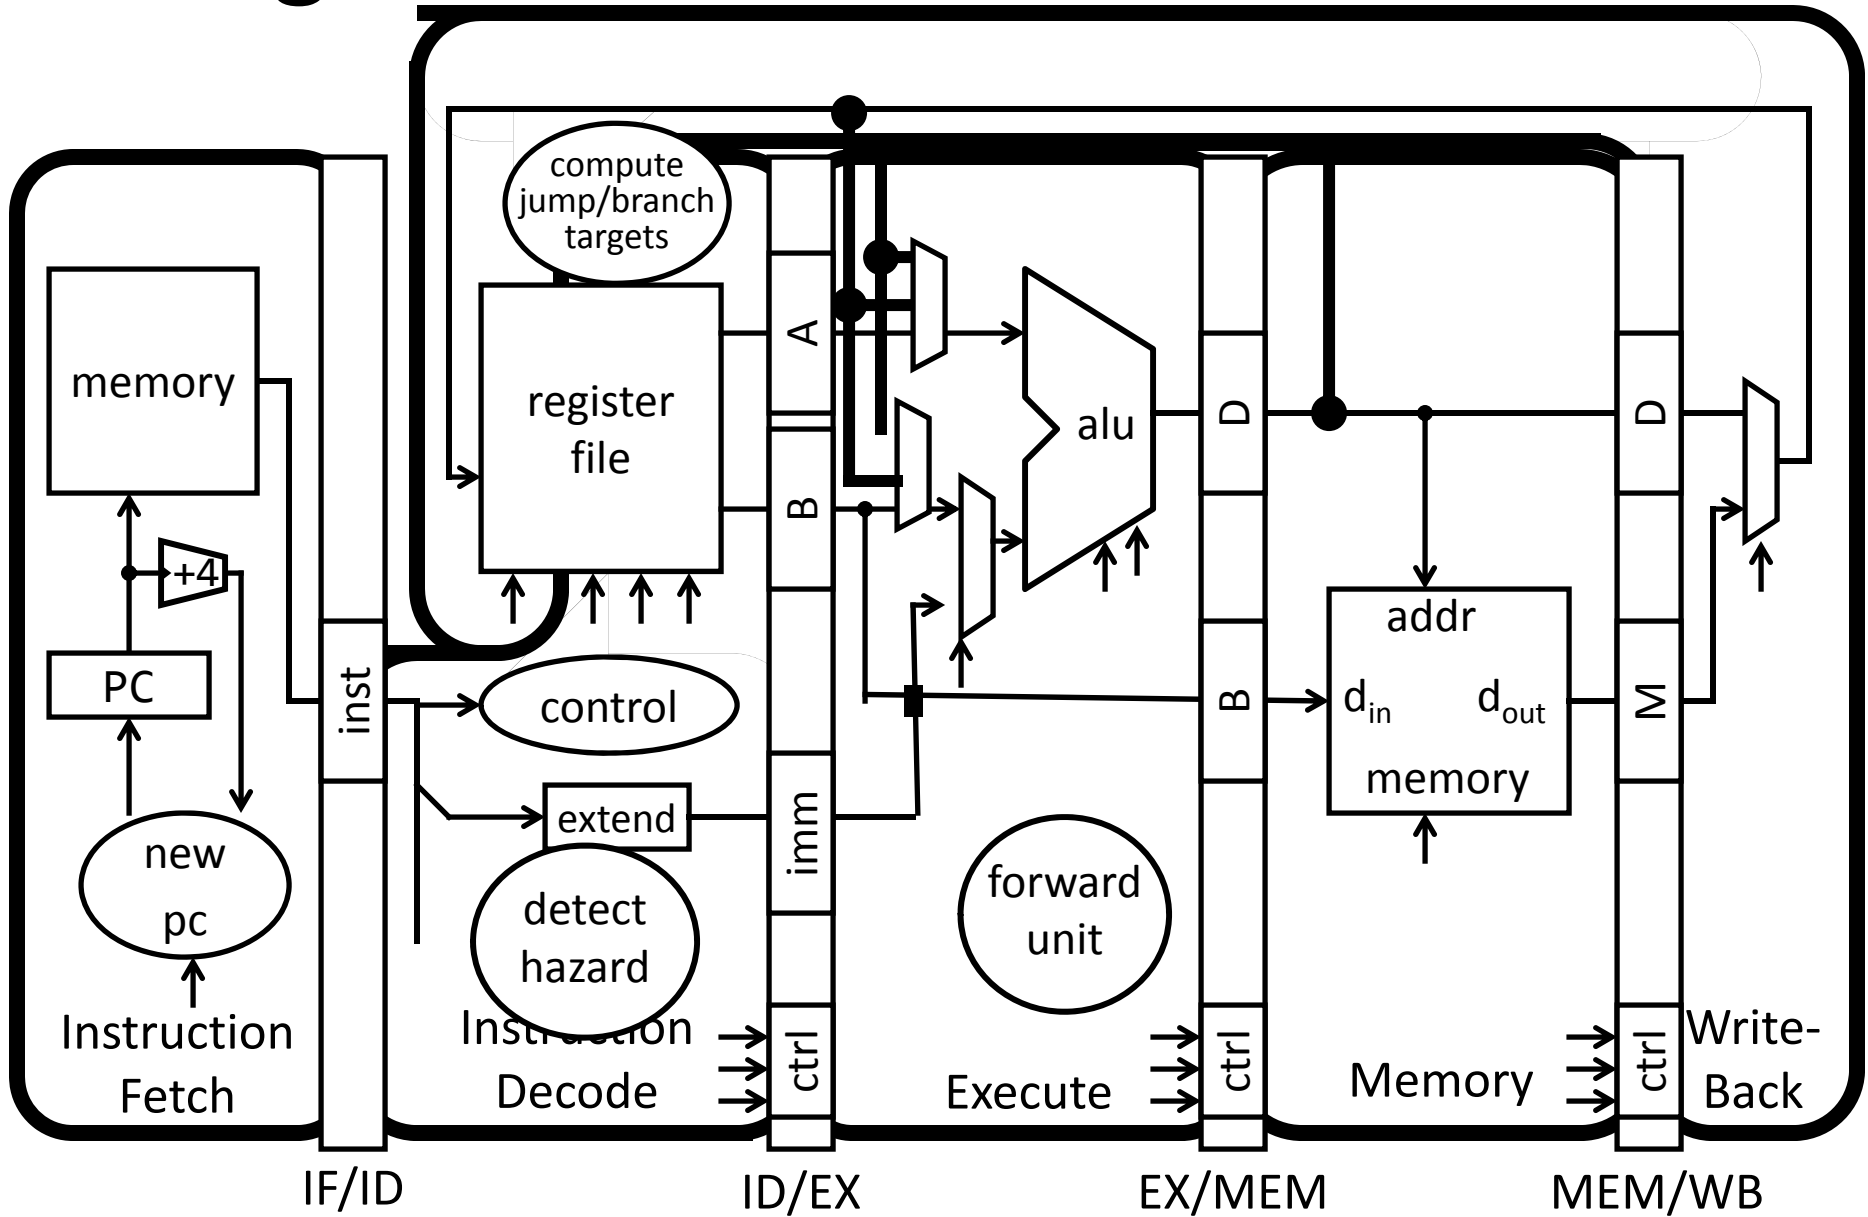 compute
jump/branch
targets
memory
register
file
A
B
alu
D
D
+4
PC
inst
control
B
addr
d_in
d_out
memory
M
extend
imm
new
pc
detect
hazard
forward
unit
Instruction
Fetch
Instruction
Decode
ctrl
Execute
ctrl
Memory
ctrl
Write-
Back
IF/ID
ID/EX
EX/MEM
MEM/WB